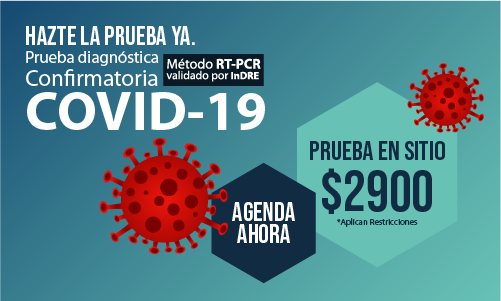 HAZTE LA PRUEBA YA.
Prueba diagnóstica
Confirmatoria
Método RT-PCR
validado por InDRE
COVID-19
PRUEBA EN SITIO
$2900
*Aplican Restricciones
AGENDA
AHORA